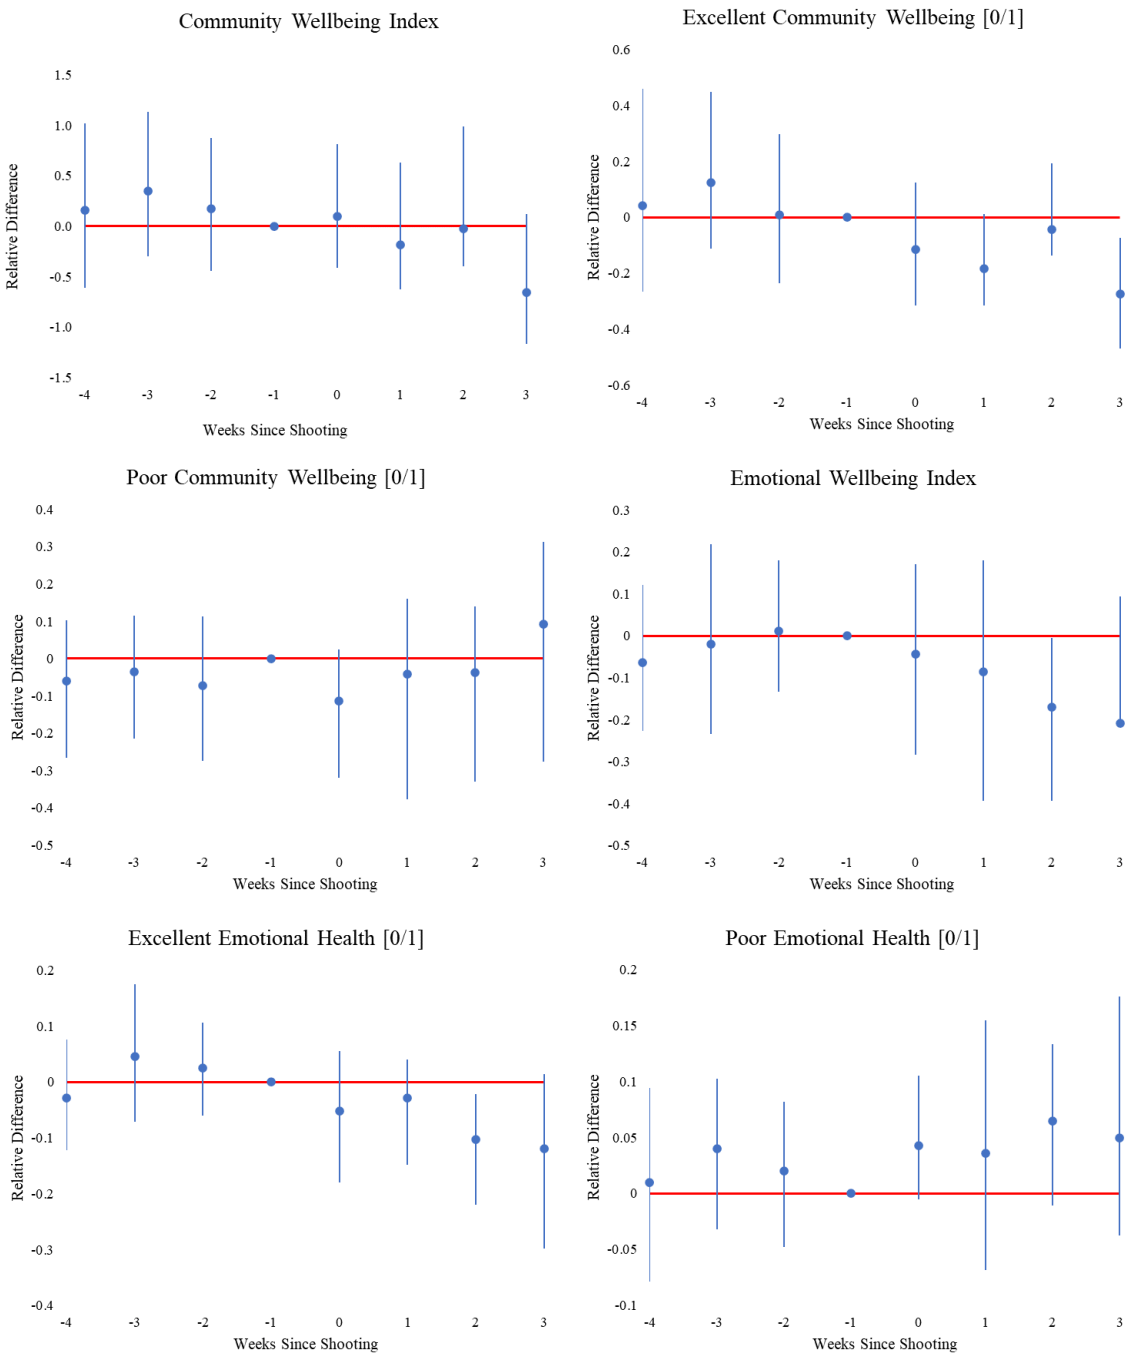 Community Wellbeing Index
Relative Difference
1.5
1.0
0.5
0.0
-0.5
-1.0
-1.5
-4 -3 -2 -1 0 1 2 3
Weeks Since Shooting
Excellent Community Wellbeing [0/1]
Relative Difference
0.6
0.4
0.2
0
-0.2
-0.4
-0.6
-4 -3 -2 -1 0 1 2 3
Weeks Since Shooting
Poor Community Wellbeing [0/1]
Relative Difference
0.4
0.3
0.2
0.1
0
-0.1
-0.2
-0.3
-0.4
-0.5
-4 -3 -2 -1 0 1 2 3
Weeks Since Shooting
Emotional Wellbeing Index
Relative Difference
0.3
0.2
0.1
0
-0.1
-0.2
-0.3
-0.4
-0.5
-4 -3 -2 -1 0 1 2 3
Weeks Since Shooting
Excellent Emotional Health [0/1]
Relative Difference
0.2
0.1
0
-0.1
-0.2
-0.3
-0.4
-4 -3 -2 -1 0 1 2 3
Weeks Since Shooting
Poor Emotional Health [0/1]
Relative Difference
0.2
0.15
0.1
0.05
0
-0.05
-0.1
-4 -3 -2 -1 0 1 2 3
Weeks Since Shooting